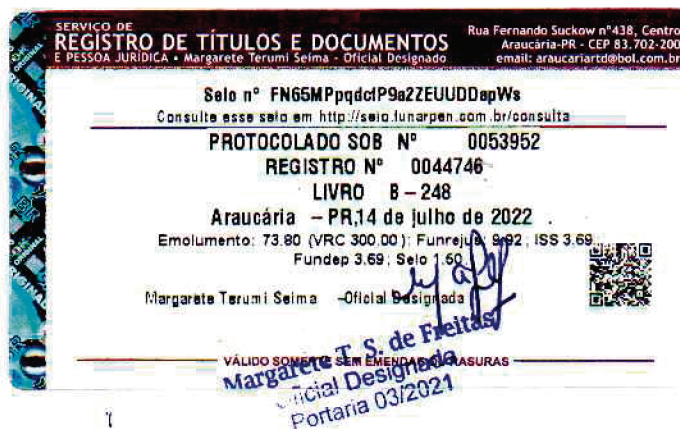 SERVIÇO DE
REGISTRO DE TÍTULOS E DOCUMENTOS
E PESSOA JURÍDICA • Margarete Terumi Seima - Oficial Designado
Rua Fernando Suckow nº438, Centro
Araucária-PR - CEP 83.702-200
email: araucariartd@bol.com.br
Selo nº
Consulte esse selo em http://selo.funarpen.com.br/consulta
PROTOCOLADO SOB Nº 0053952
REGISTRO Nº 0044746
LIVRO B – 248
Araucária – PR,14 de julho de 2022 .
Emolumento: 73.80 (VRC 300.00); Funrejus: 9.92; ISS 3.69
Fundep 3.69; Selo 1.50
Margarete Terumi Seima -Oficial Designada
VÁLIDO SOMENTE SEM EMENDAS RASURAS
Margarete T. S. de Freitas
Oficial Designada
Portaria 03/2021